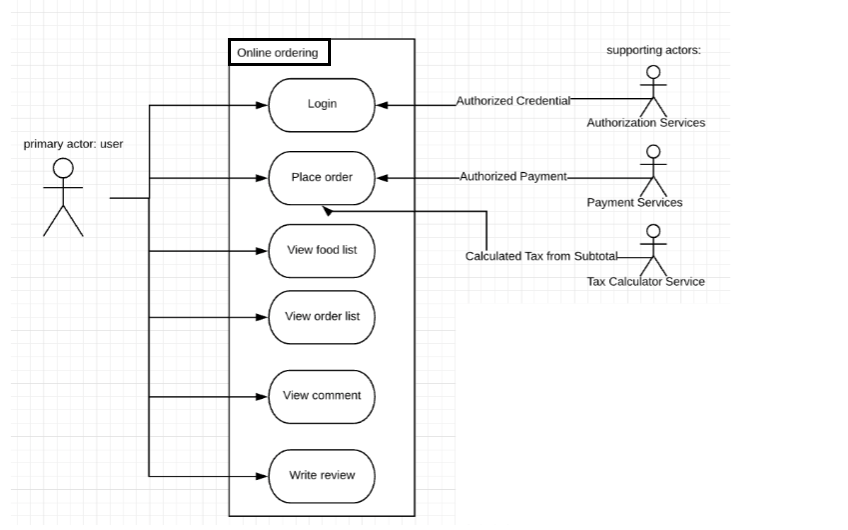 Online ordering
supporting actors:
Login
Authorized Credential
Authorization Services
primary actor: user
Place order
Authorized Payment
Payment Services
View food list
Calculated Tax from Subtotal
Tax Calculator Service
View order list
View comment
Write review